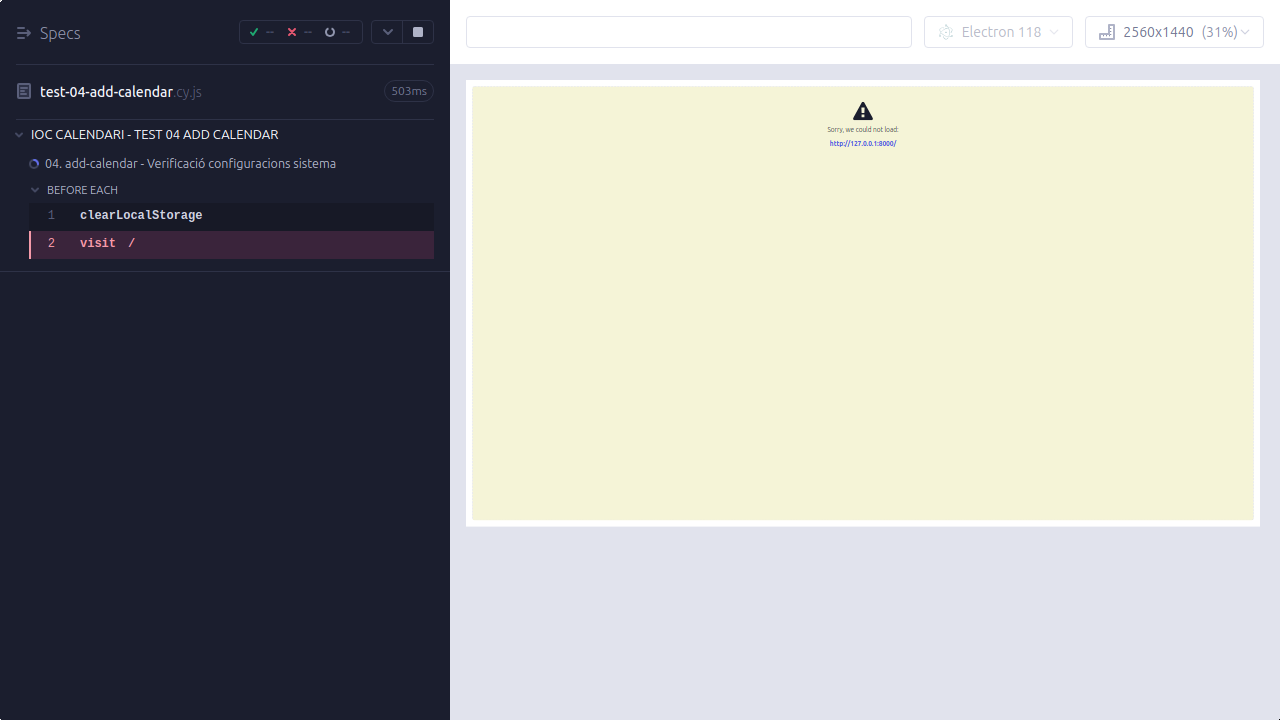 Specs
-- -- --
test-04-add-calendar.cy.js
503ms
IOC CALENDARI - TEST 04 ADD CALENDAR
04. add-calendar - Verificació configuracions sistema
BEFORE EACH
1 clearLocalStorage
2 visit /
Electron 118
2560x1440 (31%)
Sorry, we could not load:
http://127.0.0.1:8000/